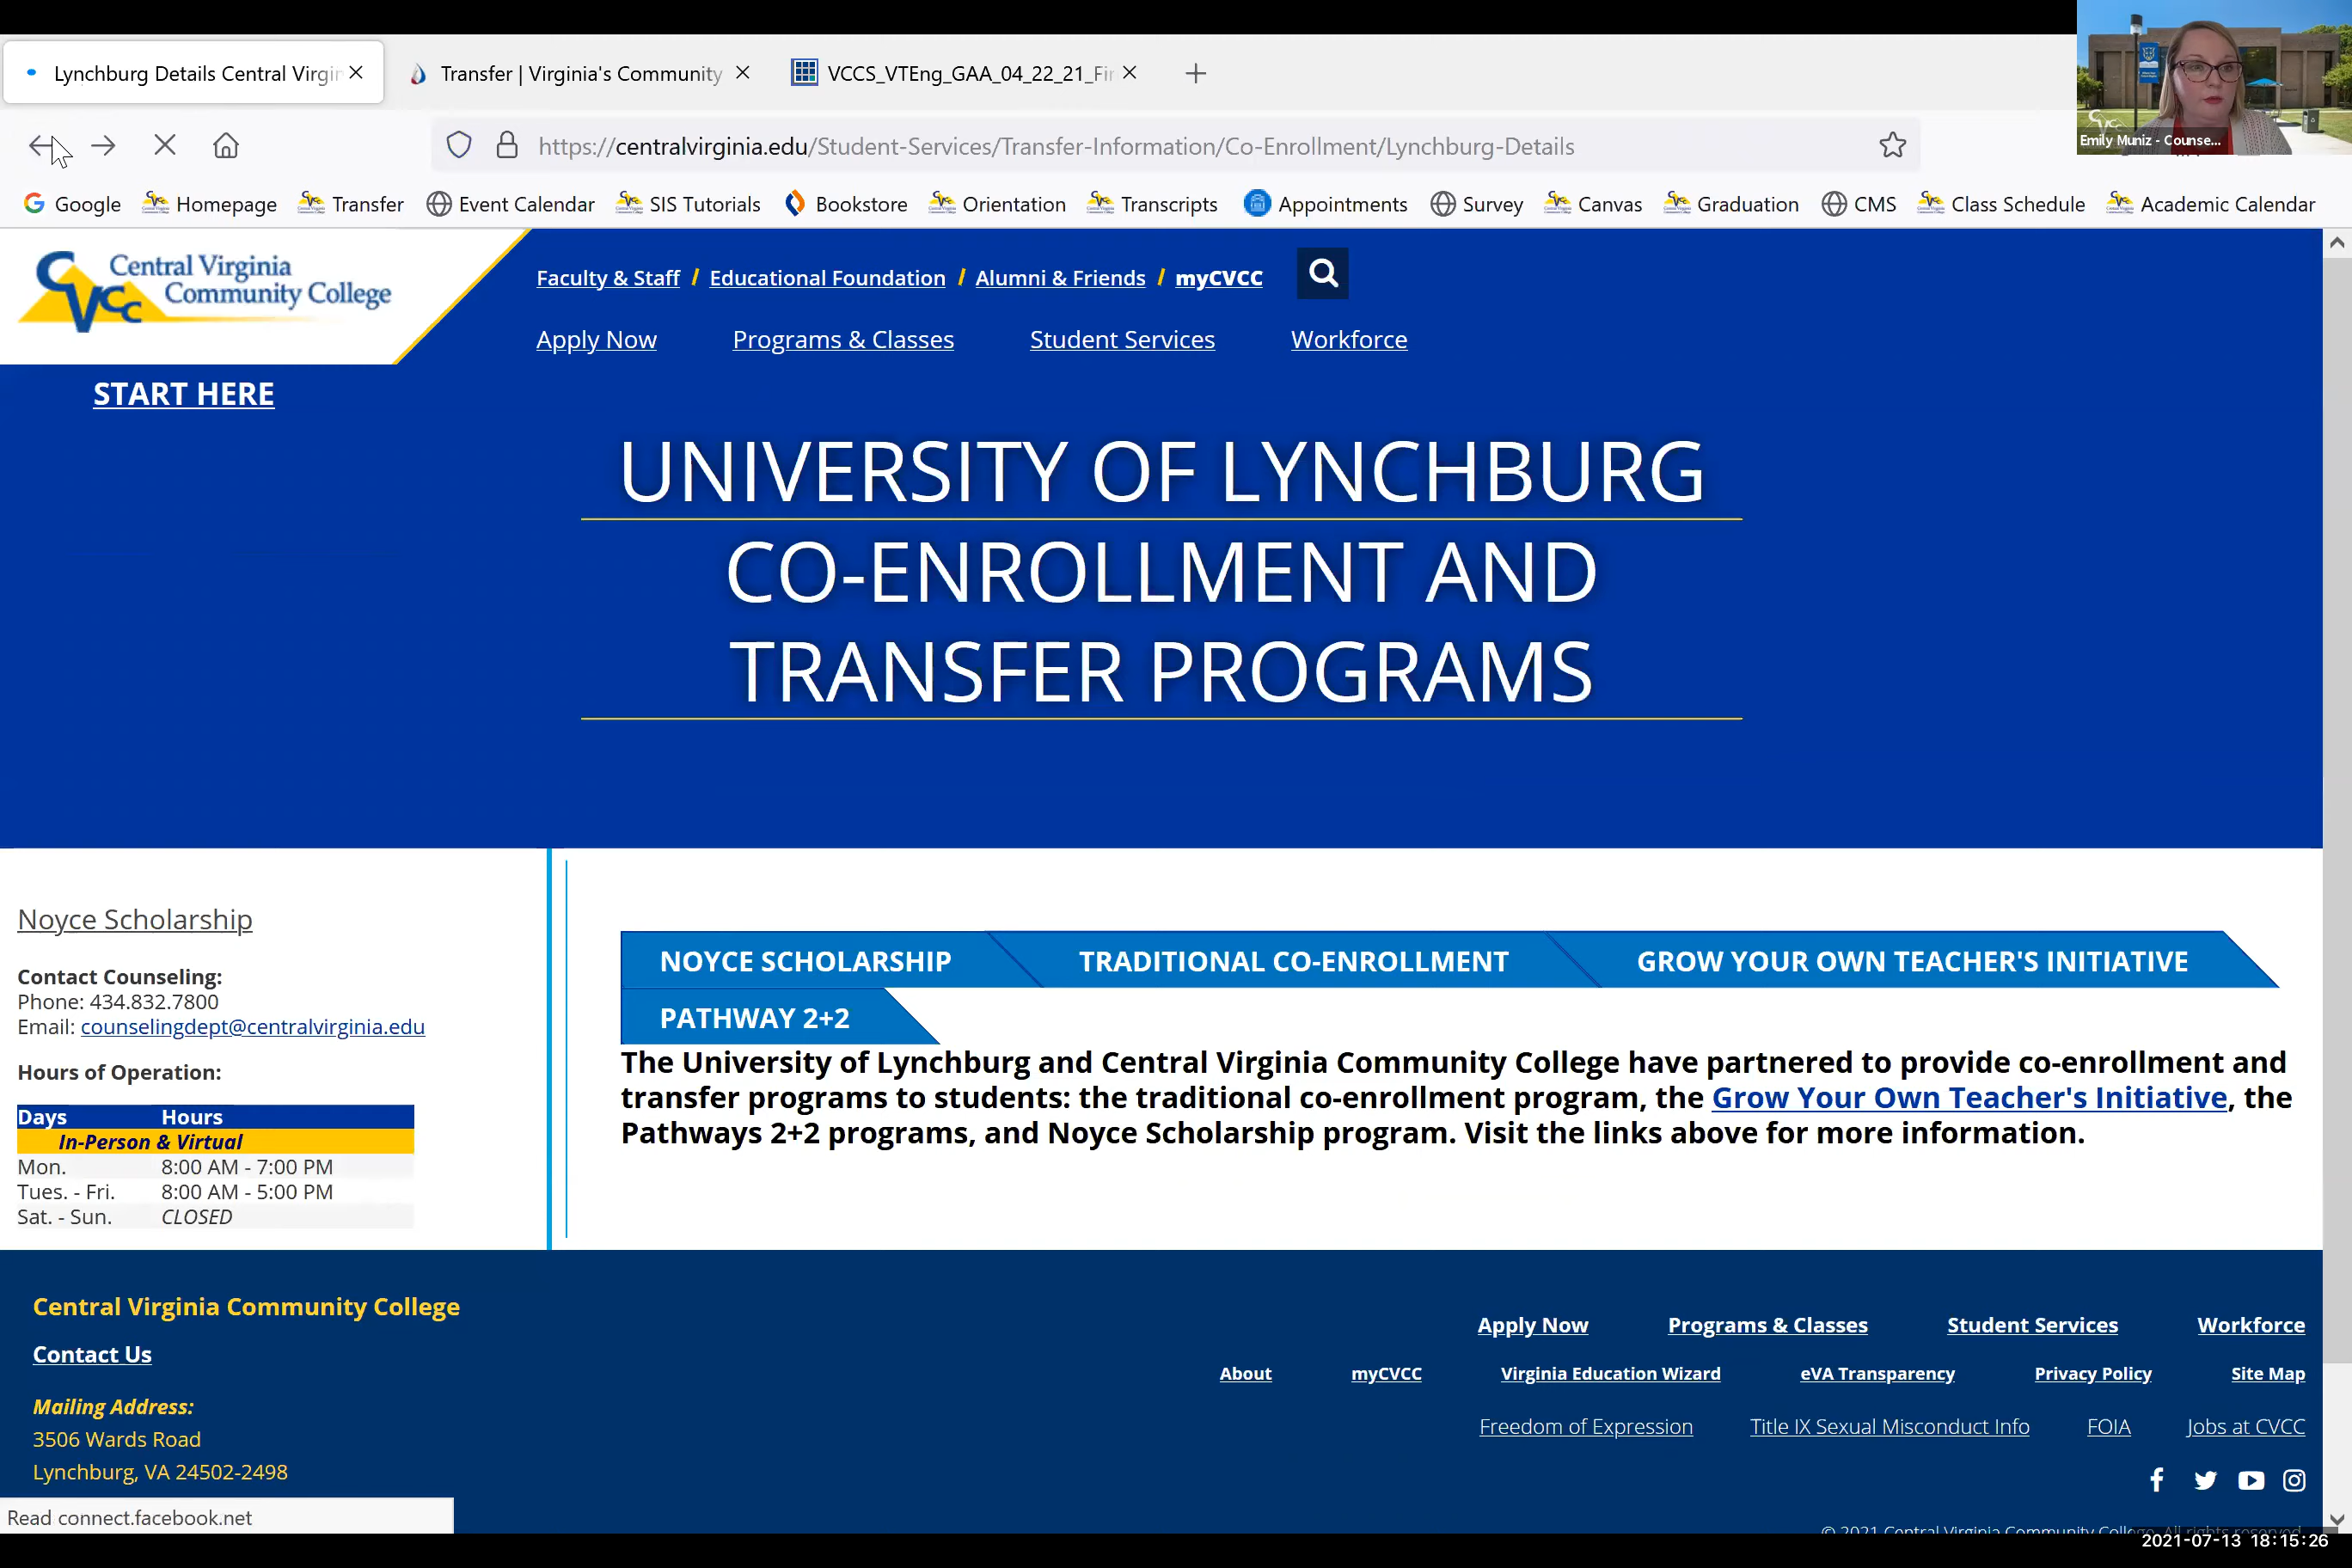 Lynchburg Details Central Virgin
Transfer | Virginia's Community
VCCS_VTEng_GAA_04_22_21_Fin
https://centralvirginia.edu/Student-Services/Transfer-Information/Co-Enrollment/Lynchburg-Details
Emily Muniz - Counse...
Google Homepage Transfer Event Calendar SIS Tutorials Bookstore Orientation Transcripts Appointments Survey Canvas Graduation CMS Class Schedule Academic Calendar
CVCC
Central Virginia
Community College
Faculty & Staff / Educational Foundation / Alumni & Friends / myCVCC
Apply Now Programs & Classes Student Services Workforce
START HERE
UNIVERSITY OF LYNCHBURG
CO-ENROLLMENT AND
TRANSFER PROGRAMS
Noyce Scholarship
Contact Counseling:
Phone: 434.832.7800
Email: counselingdept@centralvirginia.edu
Hours of Operation:
Days Hours
In-Person & Virtual
Mon. 8:00 AM - 7:00 PM
Tues. - Fri. 8:00 AM - 5:00 PM
Sat. - Sun. CLOSED
NOYCE SCHOLARSHIP TRADITIONAL CO-ENROLLMENT GROW YOUR OWN TEACHER'S INITIATIVE
PATHWAY 2+2
The University of Lynchburg and Central Virginia Community College have partnered to provide co-enrollment and
transfer programs to students: the traditional co-enrollment program, the Grow Your Own Teacher's Initiative, the
Pathways 2+2 programs, and Noyce Scholarship program. Visit the links above for more information.
Central Virginia Community College
Contact Us
Mailing Address:
3506 Wards Road
Lynchburg, VA 24502-2498
Apply Now Programs & Classes Student Services Workforce
About myCVCC Virginia Education Wizard eVA Transparency Privacy Policy Site Map
Freedom of Expression Title IX Sexual Misconduct Info FOIA Jobs at CVCC
Read connect.facebook.net
© 2021 Central Virginia Community College. All rights reserved.
2021-07-13 18:15:26